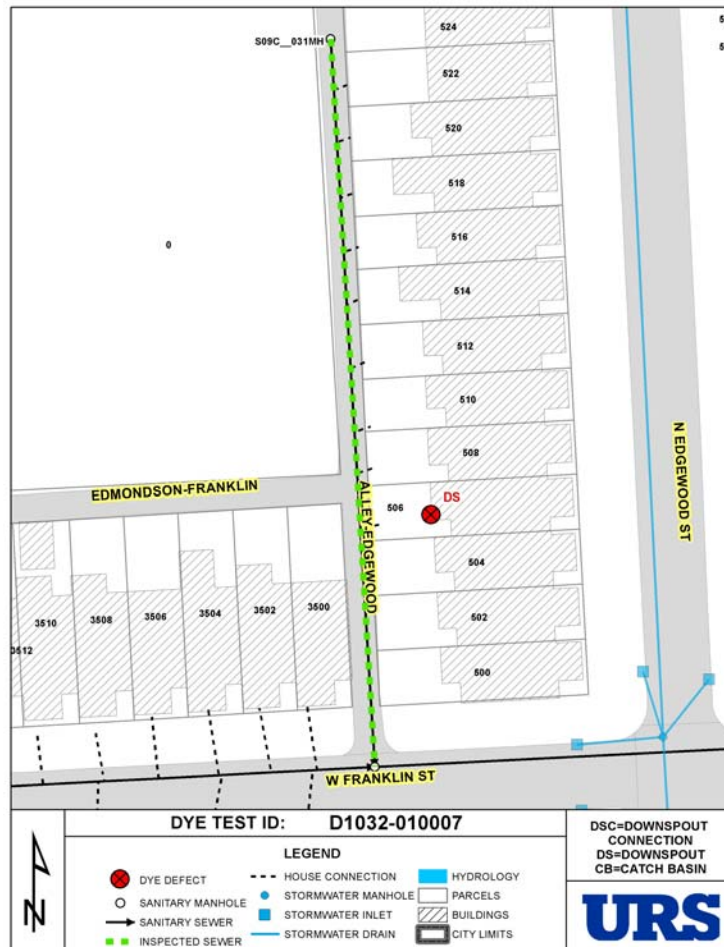 524
S09C__031MH
522
520
518
0
516
514
512
510
508
EDMONDSON-FRANKLIN
ALLEY-EDGEWOOD
506
DS
N EDGEWOOD ST
504
3512
3510
3508
3506
3504
3502
3500
502
500
W FRANKLIN ST
DYE TEST ID: D1032-010007
LEGEND
DYE DEFECT
SANITARY MANHOLE
SANITARY SEWER
INSPECTED SEWER
HOUSE CONNECTION
STORMWATER MANHOLE
STORMWATER INLET
STORMWATER DRAIN
HYDROLOGY
PARCELS
BUILDINGS
CITY LIMITS
DSC=DOWNSPOUT
CONNECTION
DS=DOWNSPOUT
CB=CATCH BASIN
N
URS